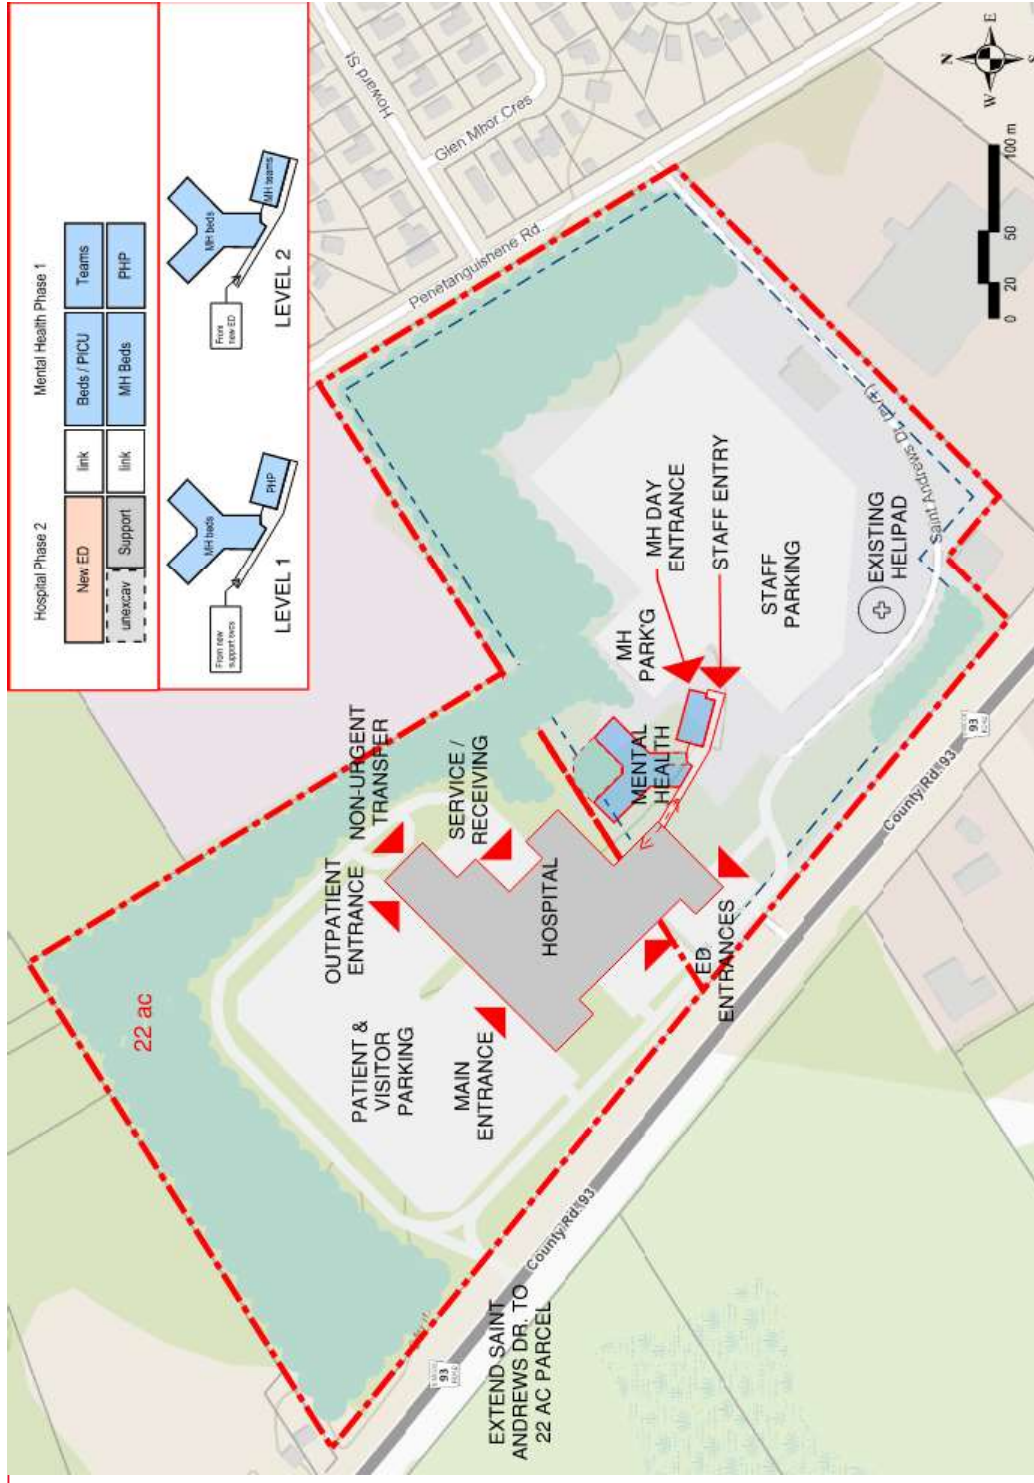 Hospital Phase 2
Mental Health Phase 1
New ED
link
Beds / PICU
Teams
unexcav
Support
link
MH Beds
PHP
From new
support svcs
MH beds
PHP
LEVEL 1
From
new ED
MH beds
MH teams
LEVEL 2
22 ac
Howard St
Glen Mhor Cres
Penetanguishene Rd.
OUTPATIENT
ENTRANCE
NON-URGENT
TRANSFER
SERVICE /
RECEIVING
PATIENT &
VISITOR
PARKING
MAIN
ENTRANCE
HOSPITAL
MENTAL
HEALTH
MH
PARK'G
MH DAY
ENTRANCE
STAFF ENTRY
STAFF
PARKING
ED
ENTRANCES
EXISTING
HELIPAD
Saint Andrews Dr. (Pvt)
County Rd. 93
93
County Rd. 93
93
EXTEND SAINT
ANDREWS DR. TO
22 AC PARCEL
N
E
S
W
0 20 50 100 m